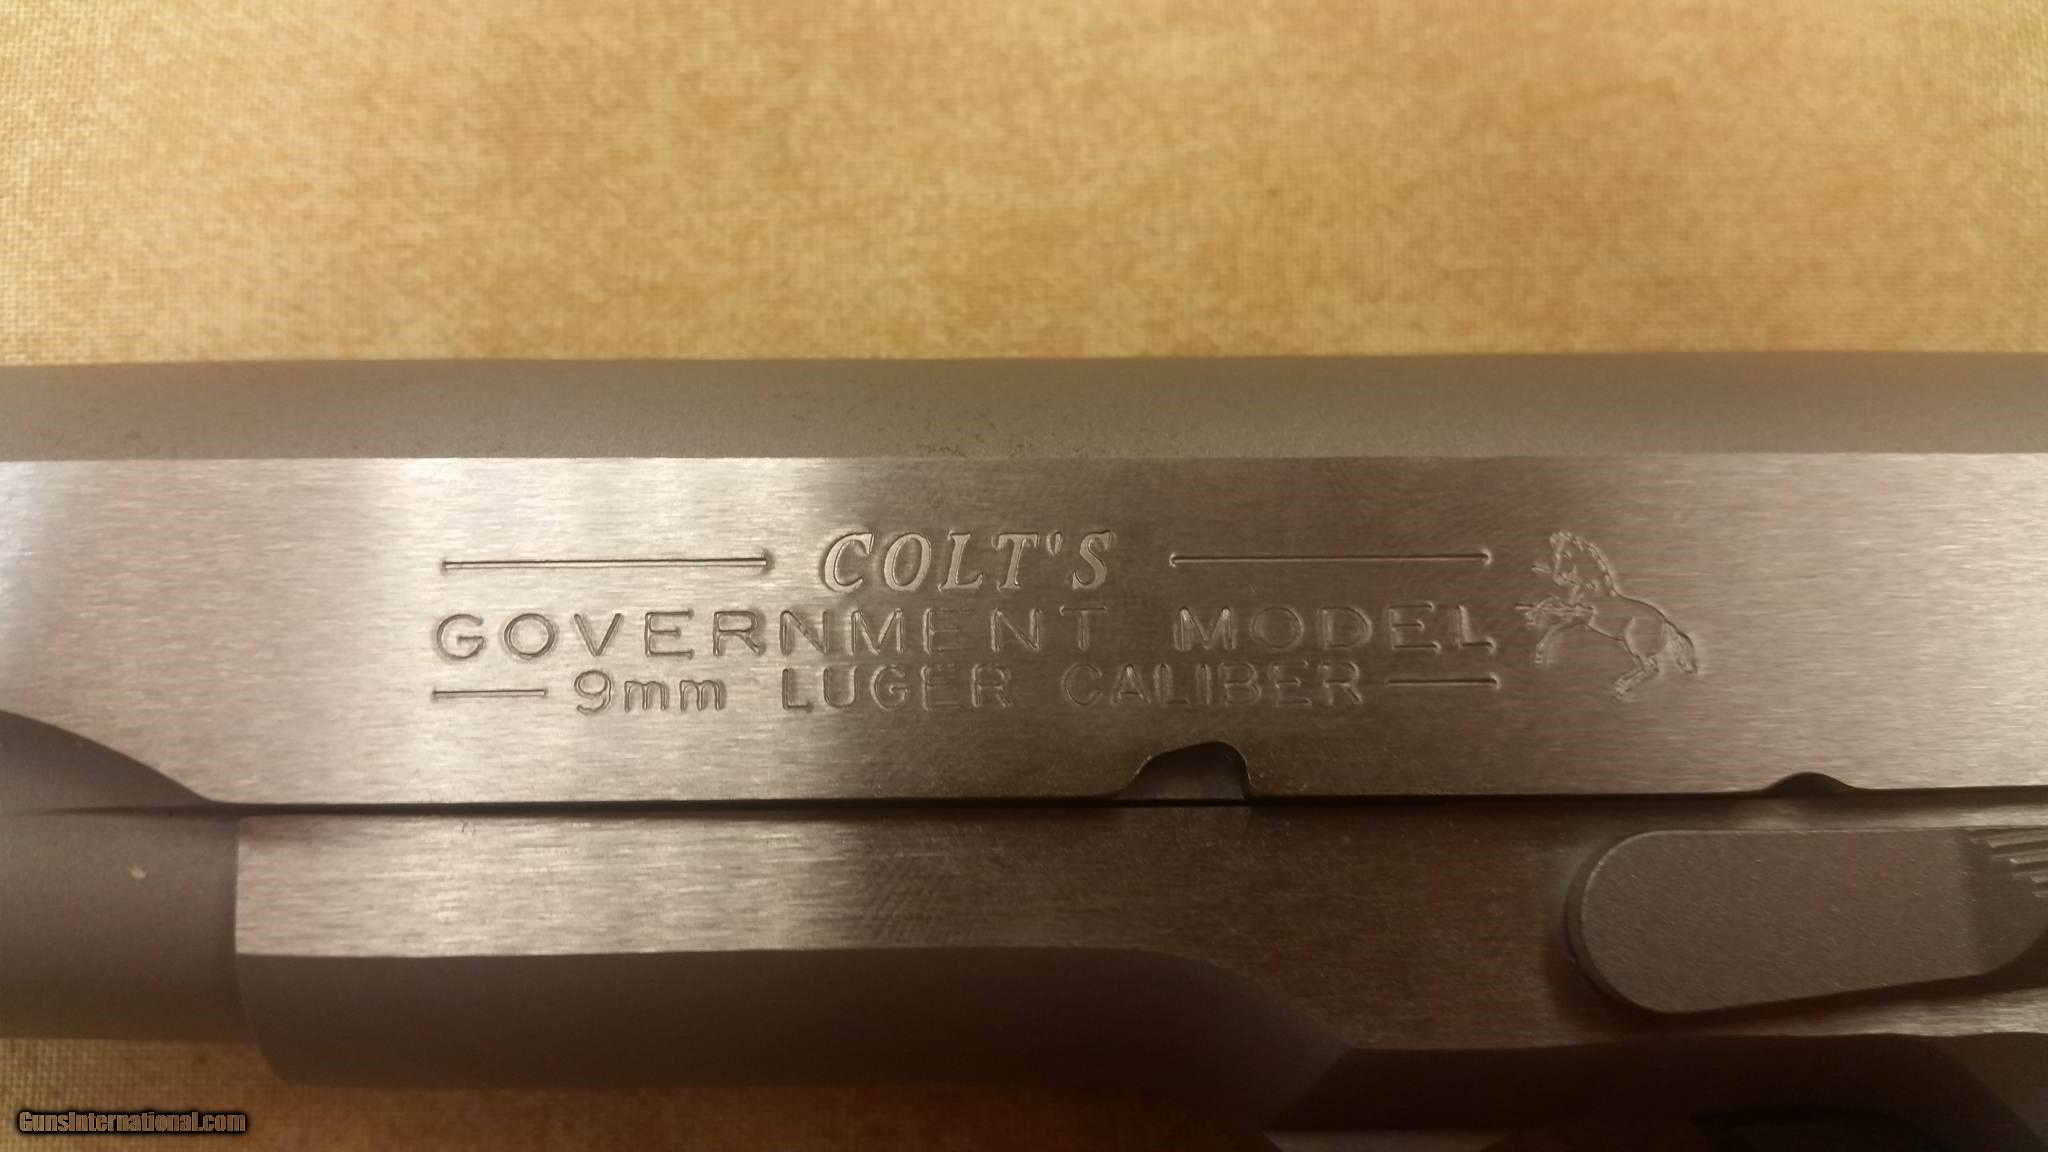 COLT'S
GOVERNMENT MODEL
9mm LUGER CALIBER
GunsInternational.com